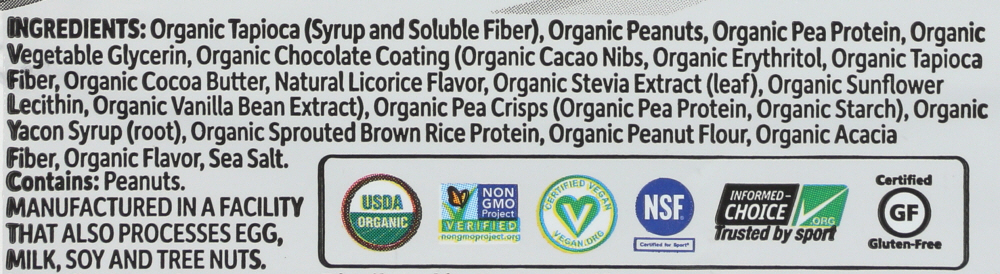 INGREDIENTS: Organic Tapioca (Syrup and Soluble Fiber), Organic Peanuts, Organic Pea Protein, Organic
Vegetable Glycerin, Organic Chocolate Coating (Organic Cacao Nibs, Organic Erythritol, Organic Tapioca
Fiber, Organic Cocoa Butter, Natural Licorice Flavor, Organic Stevia Extract (leaf), Organic Sunflower
Lecithin, Organic Vanilla Bean Extract), Organic Pea Crisps (Organic Pea Protein, Organic Starch), Organic
Yacon Syrup (root), Organic Sprouted Brown Rice Protein, Organic Peanut Flour, Organic Acacia
Fiber, Organic Flavor, Sea Salt.
Contains: Peanuts.
MANUFACTURED IN A FACILITY
THAT ALSO PROCESSES EGG,
MILK, SOY AND TREE NUTS.
USDA
ORGANIC
NON
GMO
Project
VERIFIED
nongmoproject.org
CERTIFIED VEGAN
V
VEGAN.ORG
NSF
Certified for Sport®
INFORMED-
CHOICE
.ORG
Trusted by sport
Certified
GF
Gluten-Free